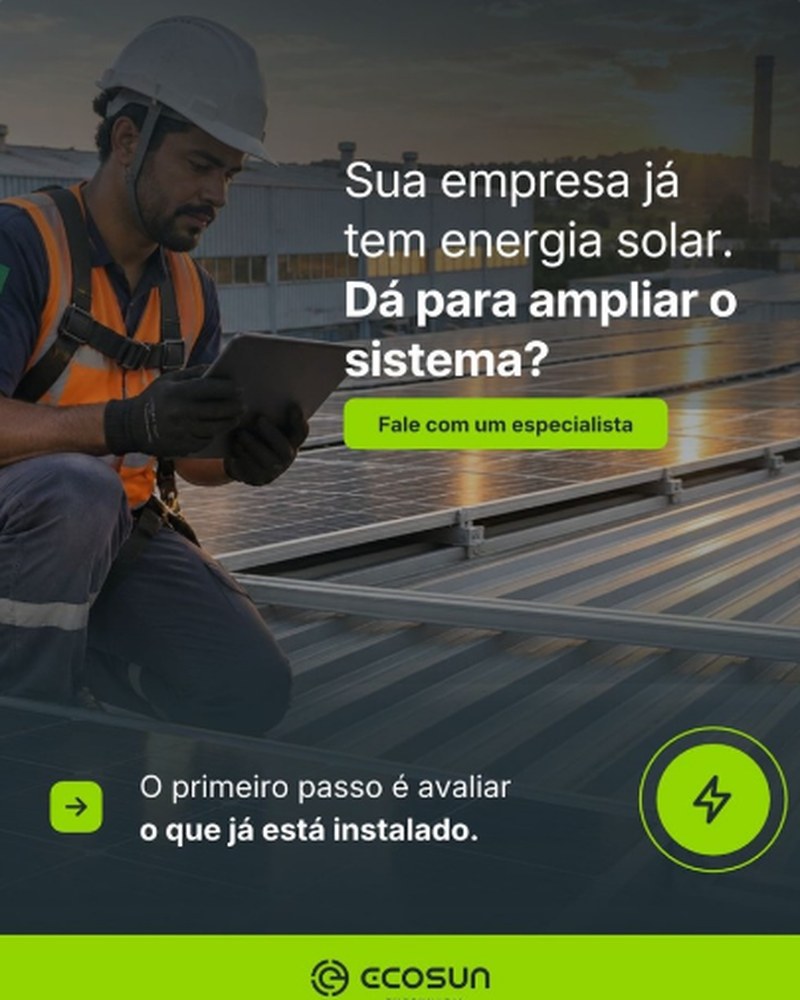 Sua empresa já
tem energia solar.
Dá para ampliar o
sistema?
Fale com um especialista
O primeiro passo é avaliar
o que já está instalado.
ecosun